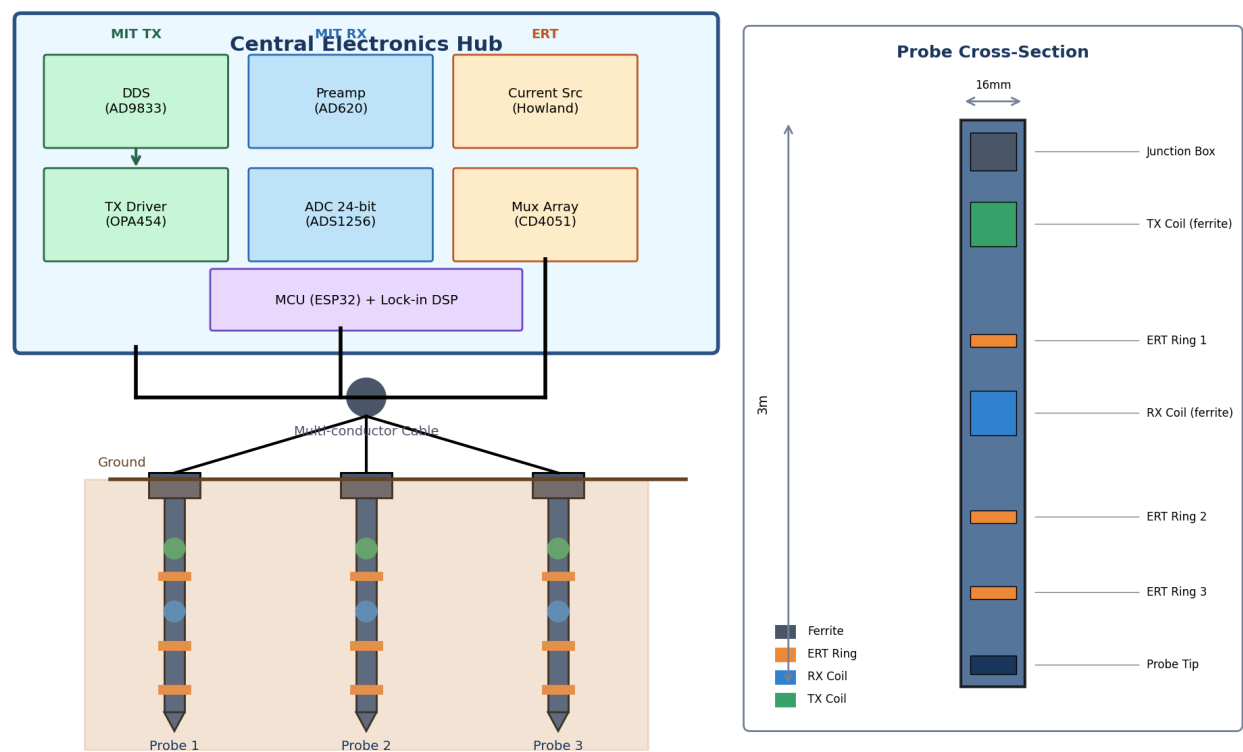 Central Electronics Hub
MIT TX
MIT RX
ERT
DDS
(AD9833)
Preamp
(AD620)
Current Src
(Howland)
TX Driver
(OPA454)
ADC 24-bit
(ADS1256)
Mux Array
(CD4051)
MCU (ESP32) + Lock-in DSP
Multi-conductor Cable
Ground
Probe 1
Probe 2
Probe 3
Probe Cross-Section
16mm
3m
Junction Box
TX Coil (ferrite)
ERT Ring 1
RX Coil (ferrite)
ERT Ring 2
ERT Ring 3
Probe Tip
Ferrite
ERT Ring
RX Coil
TX Coil